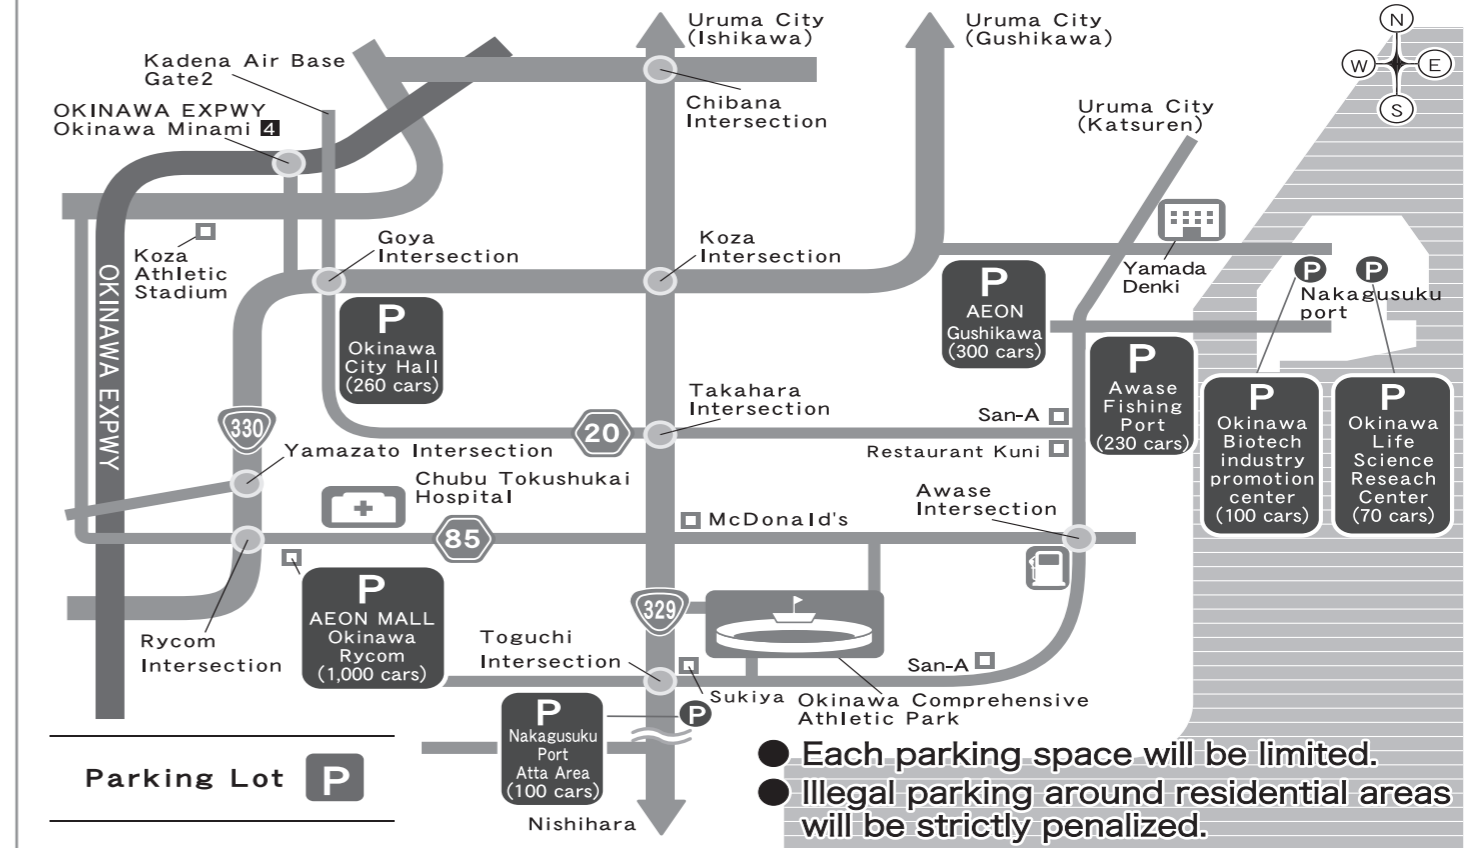 Uruma City
(Ishikawa)
Uruma City
(Gushikawa)
N
W
E
S
Kadena Air Base
Gate2
OKINAWA EXPWY
Okinawa Minami 4
Chibana
Intersection
Uruma City
(Katsuren)
Koza
Athletic
Stadium
Goya
Intersection
Koza
Intersection
Yamada
Denki
P
P
Nakagusuku
port
OKINAWA EXPWY
P
Okinawa
City Hall
(260 cars)
P
AEON
Gushikawa
(300 cars)
P
Awase
Fishing
Port
(230 cars)
P
Okinawa
Biotech
industry
promotion
center
(100 cars)
P
Okinawa
Life
Science
Reseach
Center
(70 cars)
330
20
Takahara
Intersection
San-A
Restaurant Kuni
Yamazato Intersection
Chubu Tokushukai
Hospital
85
McDonald's
Awase
Intersection
P
AEON MALL
Okinawa
Rycom
(1,000 cars)
329
Rycom
Intersection
Toguchi
Intersection
San-A
Sukiya
Okinawa Comprehensive
Athletic Park
P
P
Nakagusuku
Port
Atta Area
(100 cars)
Nishihara
Parking Lot P
● Each parking space will be limited.
● Illegal parking around residential areas
will be strictly penalized.